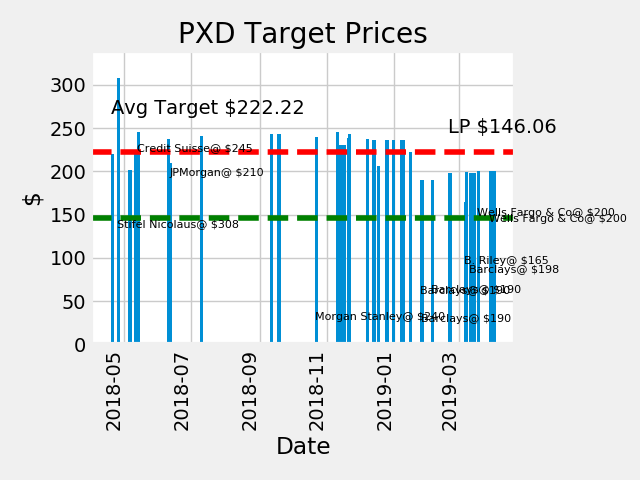 PXD Target Prices
Avg Target $222.22
LP $146.06
Credit Suisse@ $245
JPMorgan@ $210
Stifel Nicolaus@ $308
Wells Fargo & Co@ $200
Wells Fargo & Co@ $200
B. Riley@ $165
Barclays@ $198
Barclays@ $190
Barclays@ $190
Morgan Stanley@ $240
Barclays@ $190
$
300
250
200
150
100
50
0
2018-05
2018-07
2018-09
2018-11
2019-01
2019-03
Date